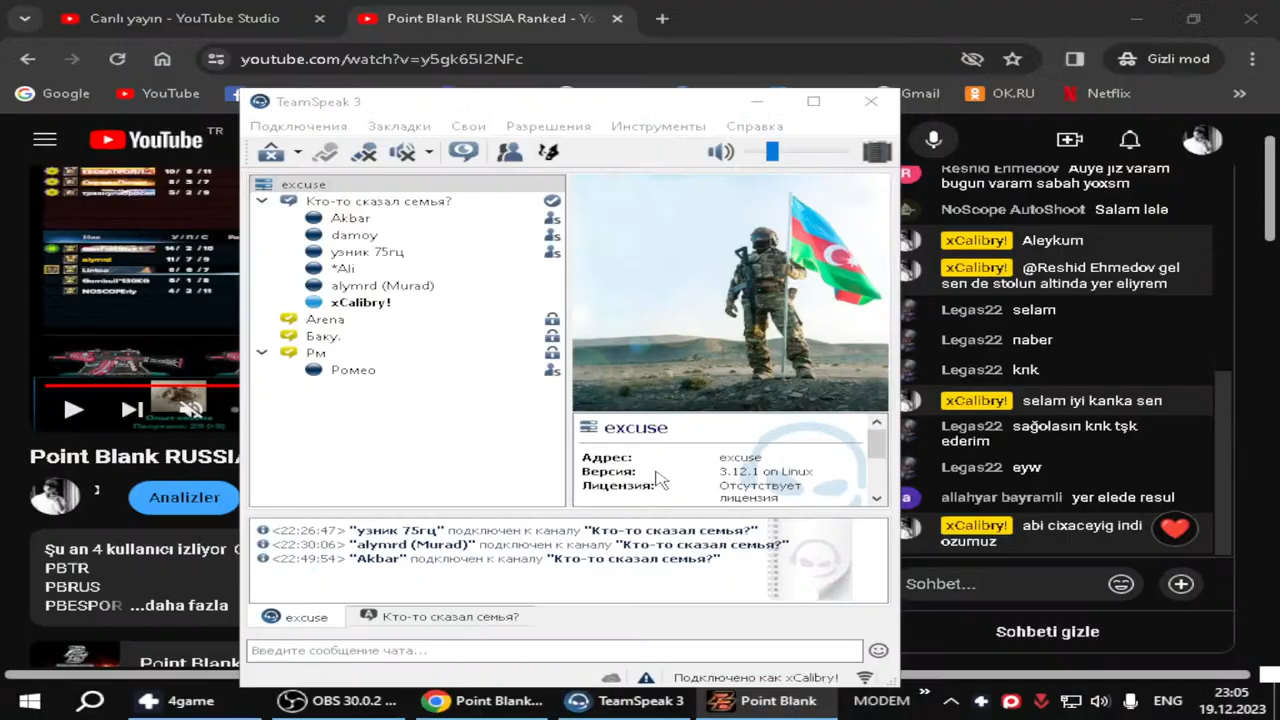 Canlı yayın - YouTube Studio
Point Blank RUSSIA Ranked - Yo
youtube.com/watch?v=y5gk65I2NFc
Gizli mod
Google
YouTube
Gmail
OK.RU
Netflix
TeamSpeak 3
Подключения Закладки Свои Разрешения Инструменты Справка
YouTube TR
excuse
Кто-то сказал семья?
Akbar
damoy
узник 75гц
*Ali
alymrd (Murad)
xCalibry!
Arena
Баку.
Рм
Ромео
excuse
Адрес: excuse
Версия: 3.12.1 on Linux
Лицензия: Отсутствует
лицензия
<22:26:47> "узник 75гц" подключен к каналу "Кто-то сказал семья?"
<22:30:06> "alymrd (Murad)" подключен к каналу "Кто-то сказал семья?"
<22:49:54> "Akbar" подключен к каналу "Кто-то сказал семья?"
excuse
Кто-то сказал семья?
Введите сообщение чата...
Подключено как xCalibry!
Point Blank RUSSIA
Analizler
Şu an 4 kullanıcı izliyor
PBTR
PBRUS
PBESPOR ...daha fazla
Point Blank
Reshid Ehmedov Auye jiz varam
bugun varam sabah yoxsm
NoScope AutoShoot Salam lele
xCalibry! Aleykum
xCalibry! @Reshid Ehmedov gel
sen de stolun altinda yer eliyrem
Legas22 selam
Legas22 naber
Legas22 knk
xCalibry! selam iyi kanka sen
Legas22 sağolasın knk tşk
ederim
Legas22 eyw
allahyar bayramli yer elede resul
xCalibry! abi cixaceyig indi
ozumuz
Sohbet...
Sohbeti gizle
4game
OBS 30.0.2 ...
Point Blank...
TeamSpeak 3
Point Blank
MODEM
ENG
23:05
19.12.2023